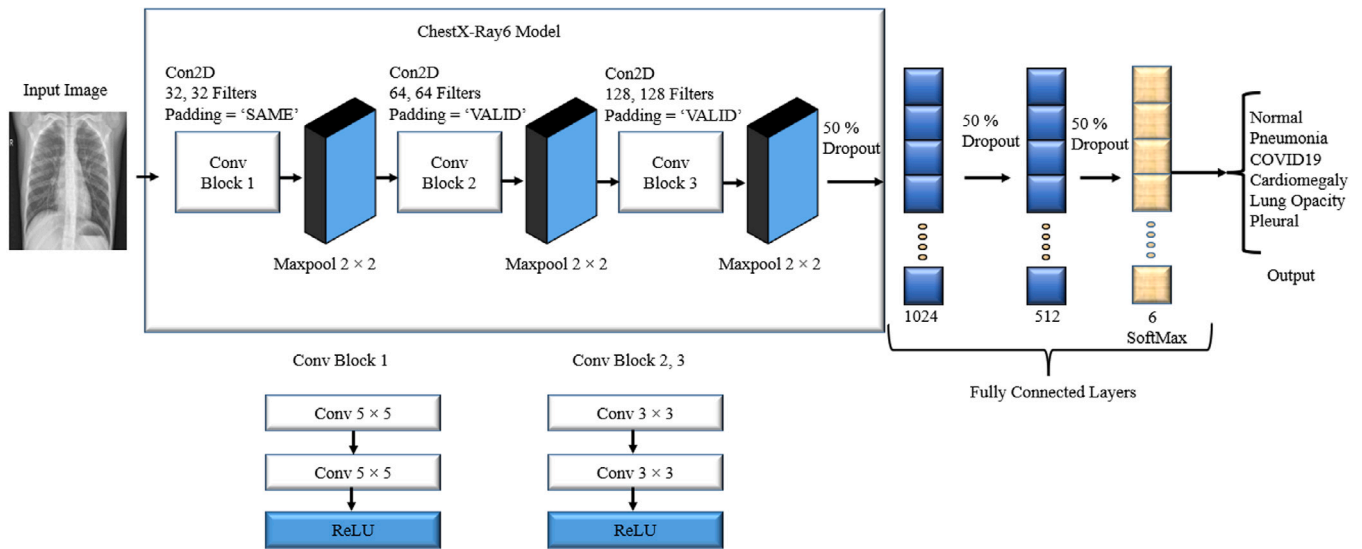 ChestX-Ray6 Model
Input Image
R
Con2D
32, 32 Filters
Padding = ‘SAME’
Conv
Block 1
Maxpool 2 × 2
Con2D
64, 64 Filters
Padding = ‘VALID’
Conv
Block 2
Maxpool 2 × 2
Con2D
128, 128 Filters
Padding = ‘VALID’
Conv
Block 3
Maxpool 2 × 2
50 %
Dropout
1024
50 %
Dropout
512
50 %
Dropout
6
SoftMax
Normal
Pneumonia
COVID19
Cardiomegaly
Lung Opacity
Pleural
Output
Fully Connected Layers
Conv Block 1
Conv 5 × 5
Conv 5 × 5
ReLU
Conv Block 2, 3
Conv 3 × 3
Conv 3 × 3
ReLU